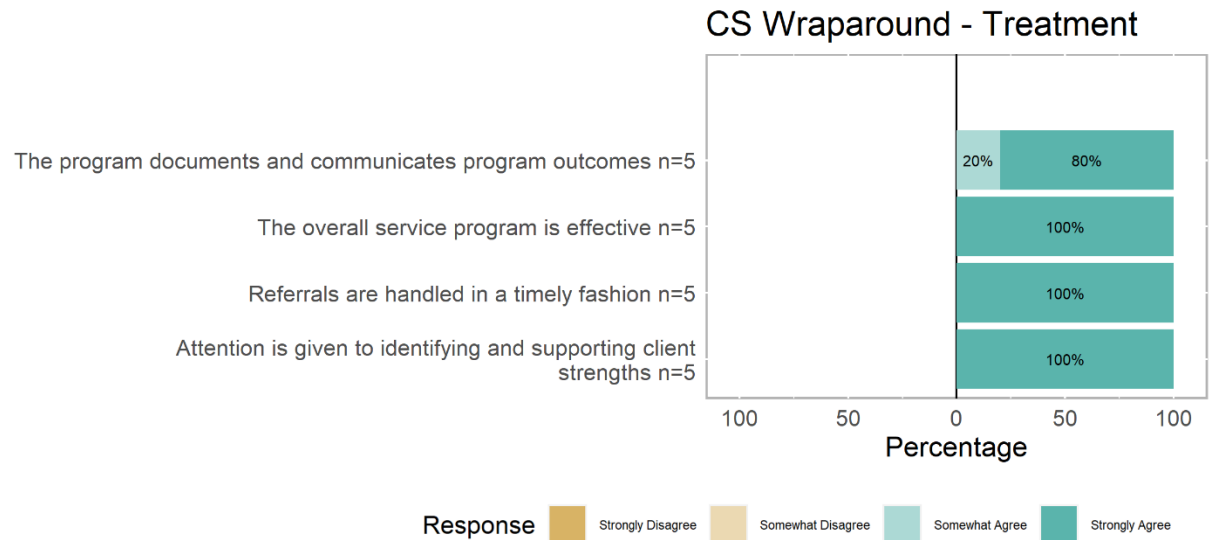 CS Wraparound - Treatment
The program documents and communicates program outcomes n=5
20%
80%
The overall service program is effective n=5
100%
Referrals are handled in a timely fashion n=5
100%
Attention is given to identifying and supporting client
strengths n=5
100%
100 50 0 50 100
Percentage
Response Strongly Disagree Somewhat Disagree Somewhat Agree Strongly Agree